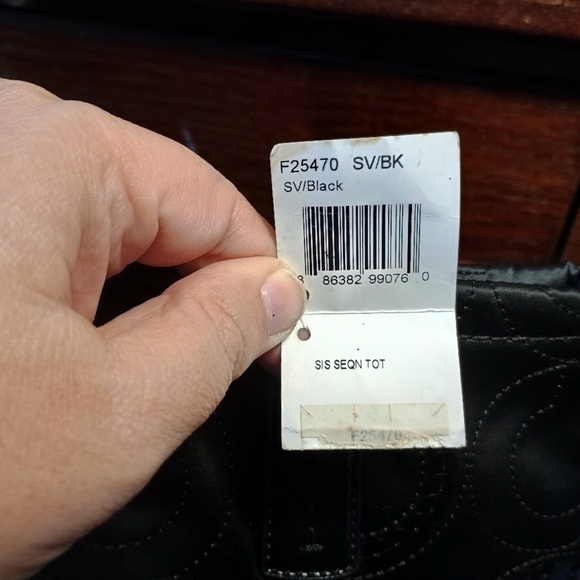 F25470 SV/BK
SV/Black
8 86382 99076 0
SIS SEQN TOT